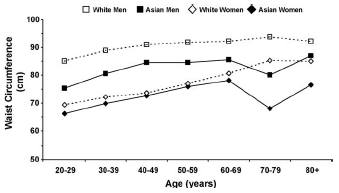 White Men Asian Men White Women Asian Women
Waist Circumference
(cm)
100
90
80
70
60
50
20-29 30-39 40-49 50-59 60-69 70-79 80+
Age (years)